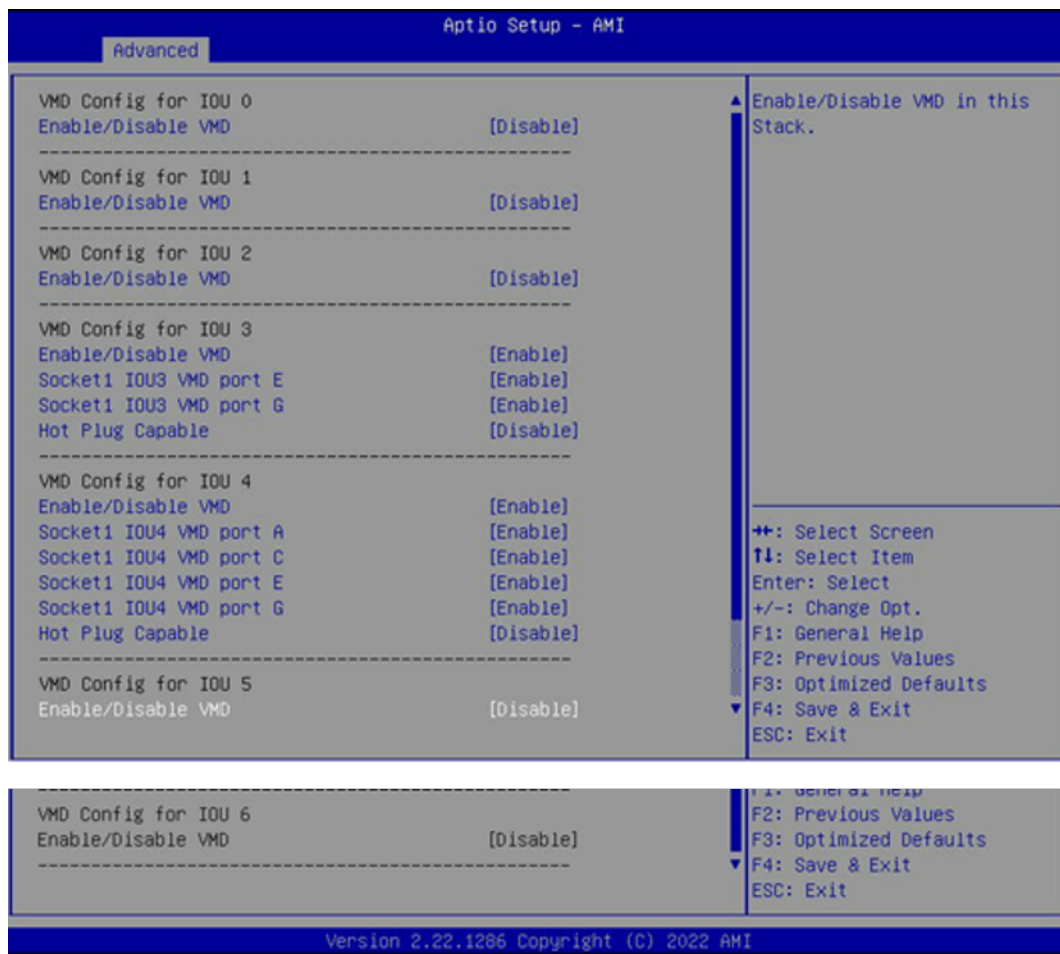 Aptio Setup – AMI
Advanced
VMD Config for IOU 0
Enable/Disable VMD [Disable]
------------------------------------------------------------
VMD Config for IOU 1
Enable/Disable VMD [Disable]
------------------------------------------------------------
VMD Config for IOU 2
Enable/Disable VMD [Disable]
------------------------------------------------------------
VMD Config for IOU 3
Enable/Disable VMD [Enable]
Socket1 IOU3 VMD port E [Enable]
Socket1 IOU3 VMD port G [Enable]
Hot Plug Capable [Disable]
------------------------------------------------------------
VMD Config for IOU 4
Enable/Disable VMD [Enable]
Socket1 IOU4 VMD port A [Enable]
Socket1 IOU4 VMD port C [Enable]
Socket1 IOU4 VMD port E [Enable]
Socket1 IOU4 VMD port G [Enable]
Hot Plug Capable [Disable]
------------------------------------------------------------
VMD Config for IOU 5
Enable/Disable VMD [Disable]
Enable/Disable VMD in this
Stack.
→←: Select Screen
↑↓: Select Item
Enter: Select
+/-: Change Opt.
F1: General Help
F2: Previous Values
F3: Optimized Defaults
F4: Save & Exit
ESC: Exit
------------------------------------------------------------
VMD Config for IOU 6
Enable/Disable VMD [Disable]
------------------------------------------------------------
F1: General Help
F2: Previous Values
F3: Optimized Defaults
F4: Save & Exit
ESC: Exit
Version 2.22.1286 Copyright (C) 2022 AMI